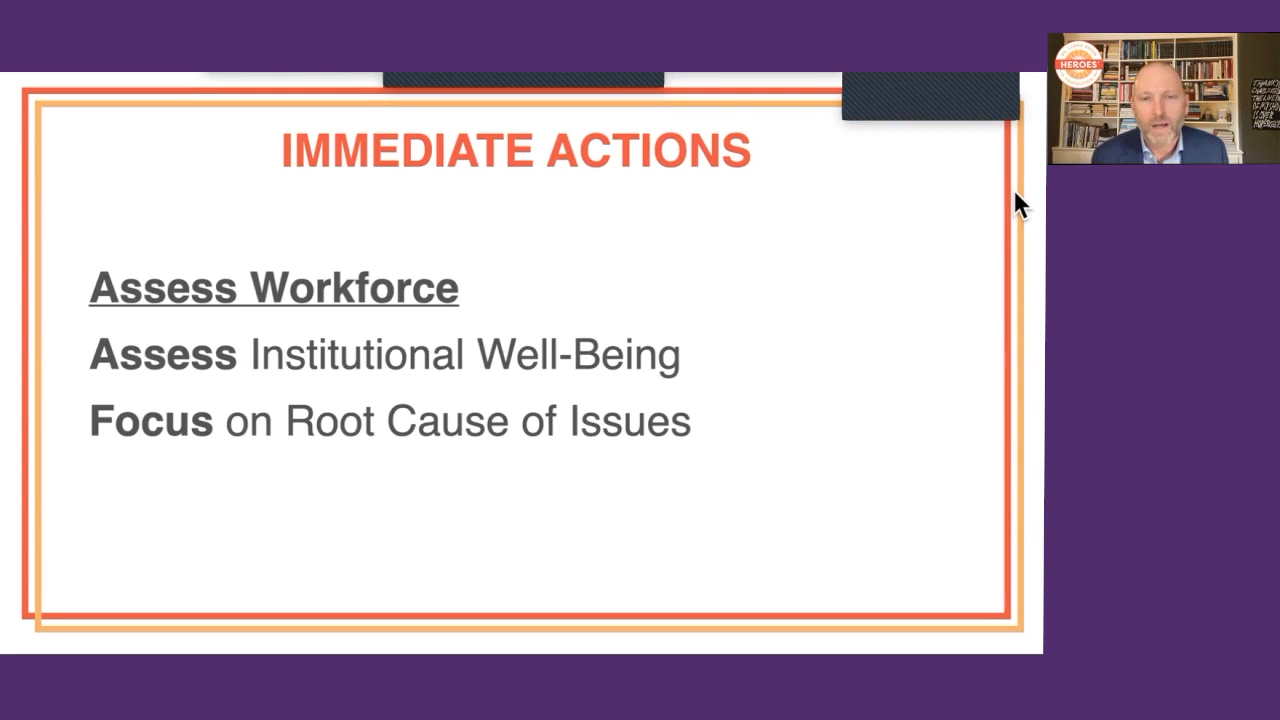 IMMEDIATE ACTIONS
Assess Workforce
Assess Institutional Well-Being
Focus on Root Cause of Issues
HEROES'